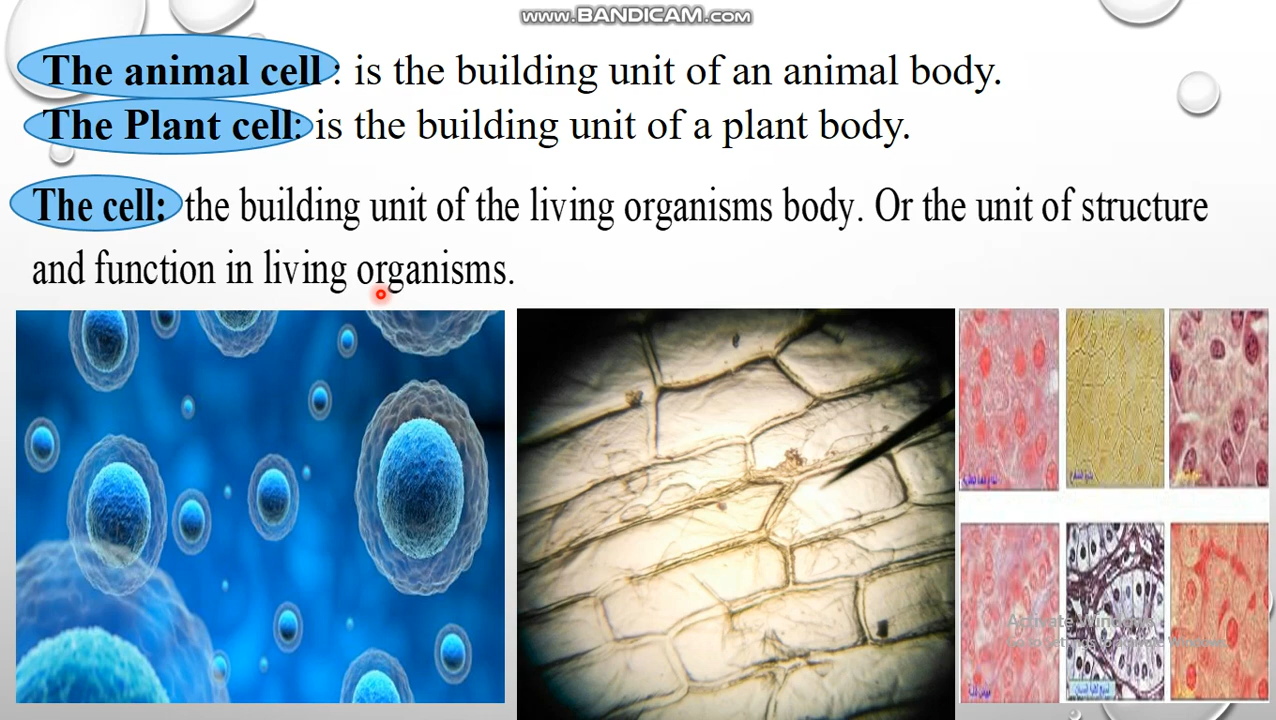 www.BANDICAM.com
The animal cell : is the building unit of an animal body.
The Plant cell: is the building unit of a plant body.
The cell: the building unit of the living organisms body. Or the unit of structure
and function in living organisms.